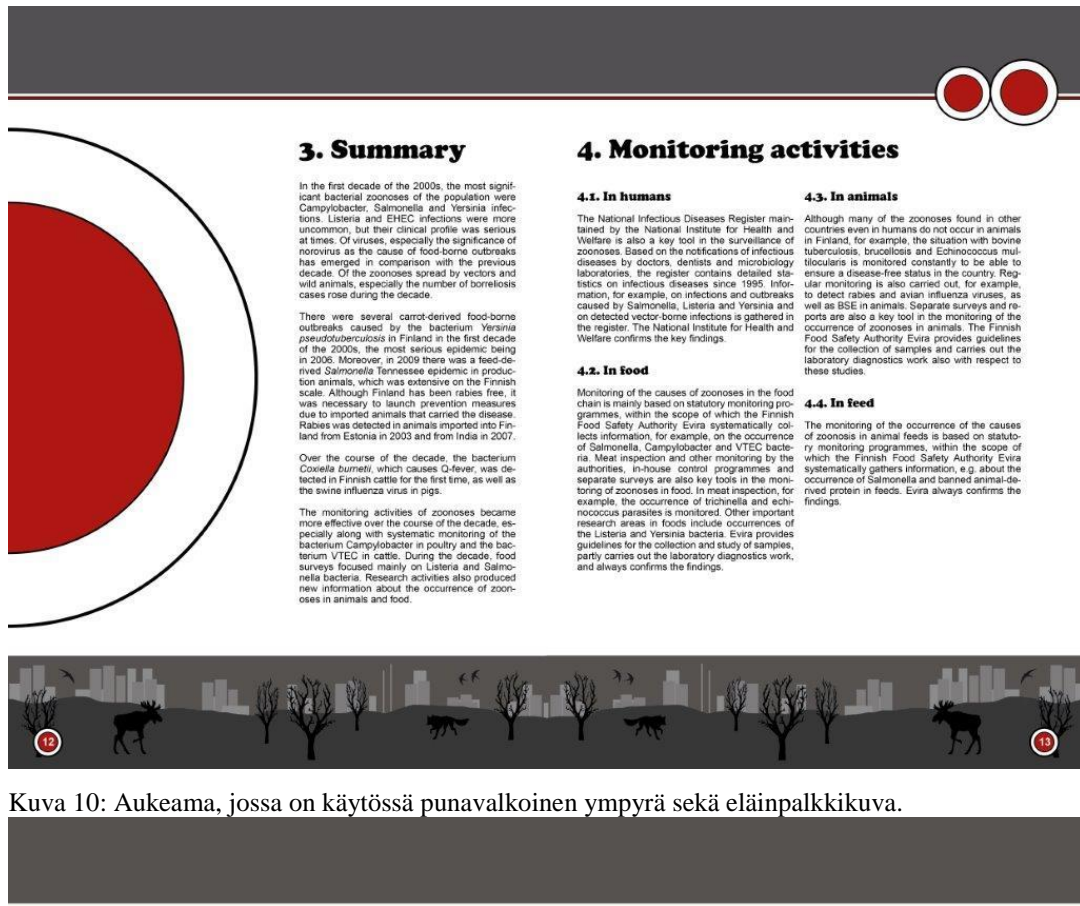 3. Summary
In the first decade of the 2000s, the most signif-
icant bacterial zoonoses of the population were
Campylobacter, Salmonella and Yersinia infec-
tions. Listeria and EHEC infections were more
uncommon, but their clinical profile was serious
at times. Of viruses, especially the significance of
norovirus as the cause of food-borne outbreaks
has emerged in comparison with the previous
decade. Of the zoonoses spread by vectors and
wild animals, especially the number of borreliosis
cases rose during the decade.
There were several carrot-derived food-borne
outbreaks caused by the bacterium Yersinia
pseudotuberculosis in Finland in the first decade
of the 2000s, the most serious epidemic being
in 2006. Moreover, in 2009 there was a feed-de-
rived Salmonella Tennessee epidemic in produc-
tion animals, which was extensive on the Finnish
scale. Although Finland has been rabies free, it
was necessary to launch prevention measures
due to imported animals that carried the disease.
Rabies was detected in animals imported into Fin-
land from Estonia in 2003 and from India in 2007.
Over the course of the decade, the bacterium
Coxiella burnetii, which causes Q-fever, was de-
tected in Finnish cattle for the first time, as well as
the swine influenza virus in pigs.
The monitoring activities of zoonoses became
more effective over the course of the decade, es-
pecially along with systematic monitoring of the
bacterium Campylobacter in poultry and the bac-
terium VTEC in cattle. During the decade, food
surveys focused mainly on Listeria and Salmo-
nella bacteria. Research activities also produced
new information about the occurrence of zoon-
oses in animals and food.
4. Monitoring activities
4.1. In humans
The National Infectious Diseases Register main-
tained by the National Institute for Health and
Welfare is also a key tool in the surveillance of
zoonoses. Based on the notifications of infectious
diseases by doctors, dentists and microbiology
laboratories, the register contains detailed sta-
tistics on infectious diseases since 1995. Infor-
mation, for example, on infections and outbreaks
caused by Salmonella, Listeria and Yersinia and
on detected vector-borne infections is gathered in
the register. The National Institute for Health and
Welfare confirms the key findings.
4.2. In food
Monitoring of the causes of zoonoses in the food
chain is mainly based on statutory monitoring pro-
grammes, within the scope of which the Finnish
Food Safety Authority Evira systematically col-
lects information, for example, on the occurrence
of Salmonella, Campylobacter and VTEC bacte-
ria. Meat inspection and other monitoring by the
authorities, in-house control programmes and
separate surveys are also key tools in the moni-
toring of zoonoses in food. In meat inspection, for
example, the occurrence of trichinella and echi-
nococcus parasites is monitored. Other important
research areas in foods include occurrences of
the Listeria and Yersinia bacteria. Evira provides
guidelines for the collection and study of samples,
partly carries out the laboratory diagnostics work,
and always confirms the findings.
4.3. In animals
Although many of the zoonoses found in other
countries even in humans do not occur in animals
in Finland, for example, the situation with bovine
tuberculosis, brucellosis and Echinococcus mul-
tilocularis is monitored constantly to be able to
ensure a disease-free status in the country. Reg-
ular monitoring is also carried out, for example,
to detect rabies and avian influenza viruses, as
well as BSE in animals. Separate surveys and re-
ports are also a key tool in the monitoring of the
occurrence of zoonoses in animals. The Finnish
Food Safety Authority Evira provides guidelines
for the collection of samples and carries out the
laboratory diagnostics work also with respect to
these studies.
4.4. In feed
The monitoring of the occurrence of the causes
of zoonosis in animal feeds is based on statuto-
ry monitoring programmes, within the scope of
which the Finnish Food Safety Authority Evira
systematically gathers information, e.g. about the
occurrence of Salmonella and banned animal-de-
rived protein in feeds. Evira always confirms the
findings.
12
13
Kuva 10: Aukeama, jossa on käytössä punavalkoinen ympyrä sekä eläinpalkkikuva.